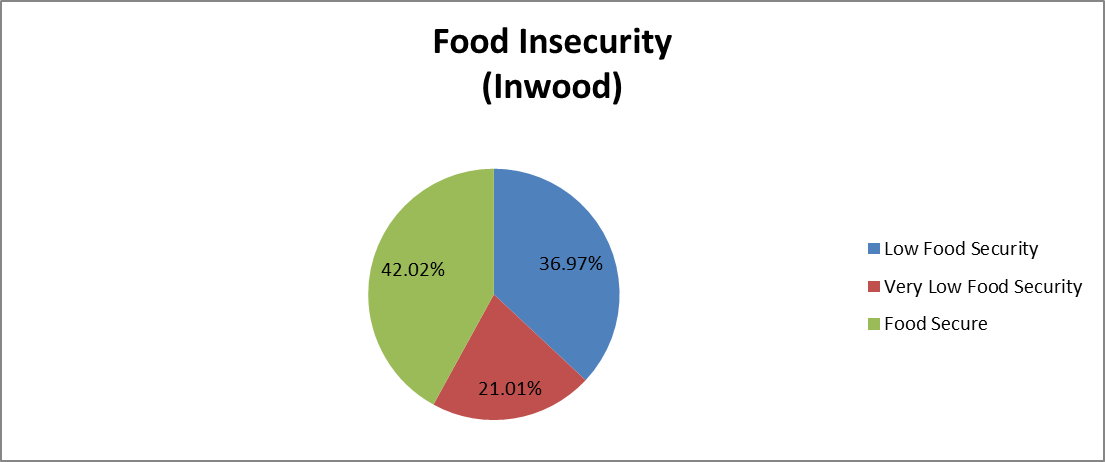 Food Insecurity
(Inwood)
42.02%
36.97%
21.01%
Low Food Security
Very Low Food Security
Food Secure